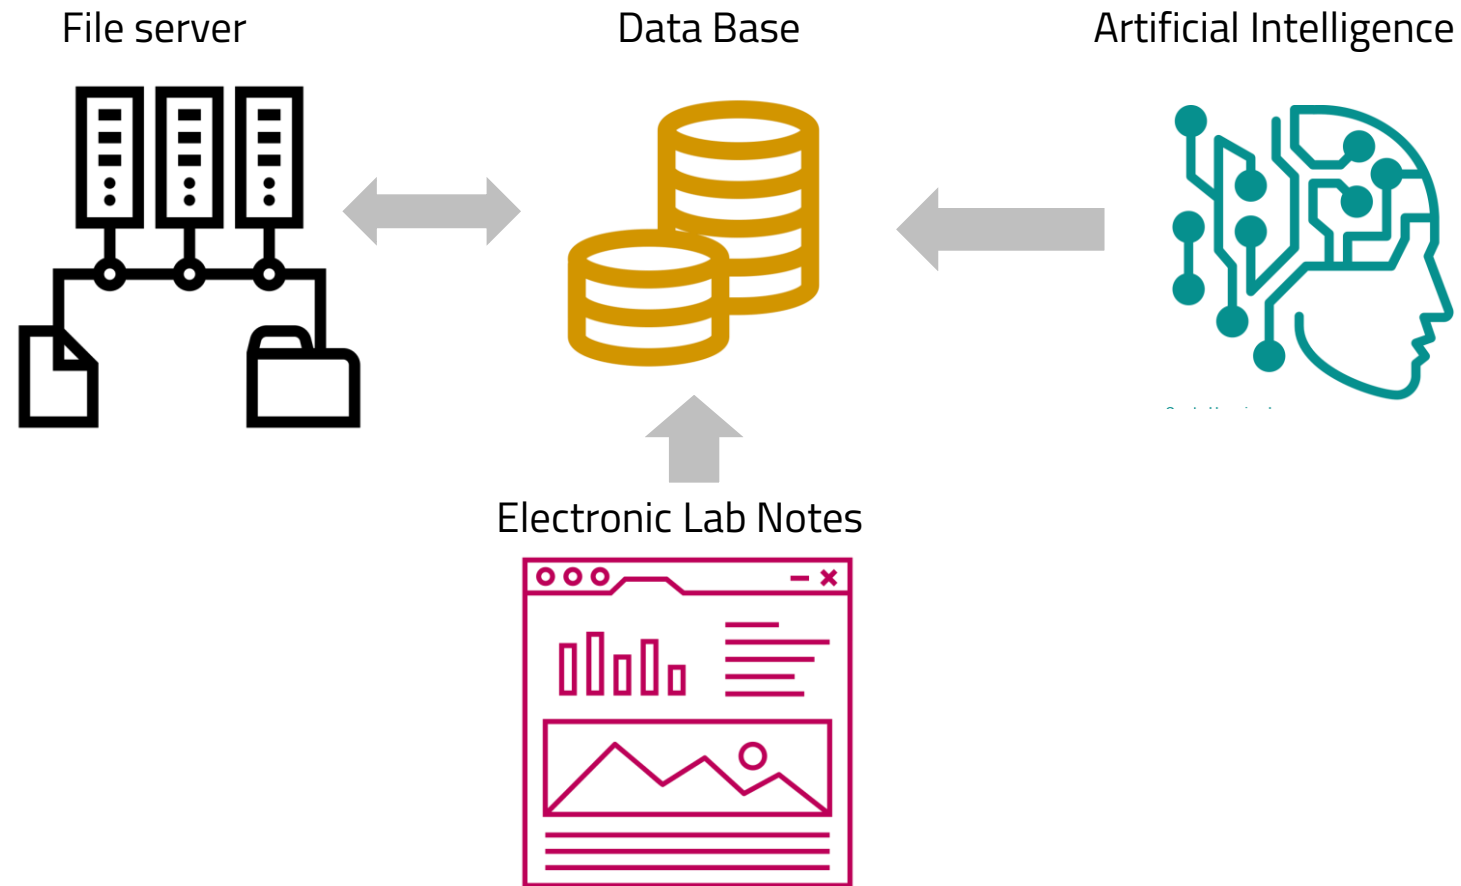 File server
Data Base
Artificial Intelligence
Electronic Lab Notes